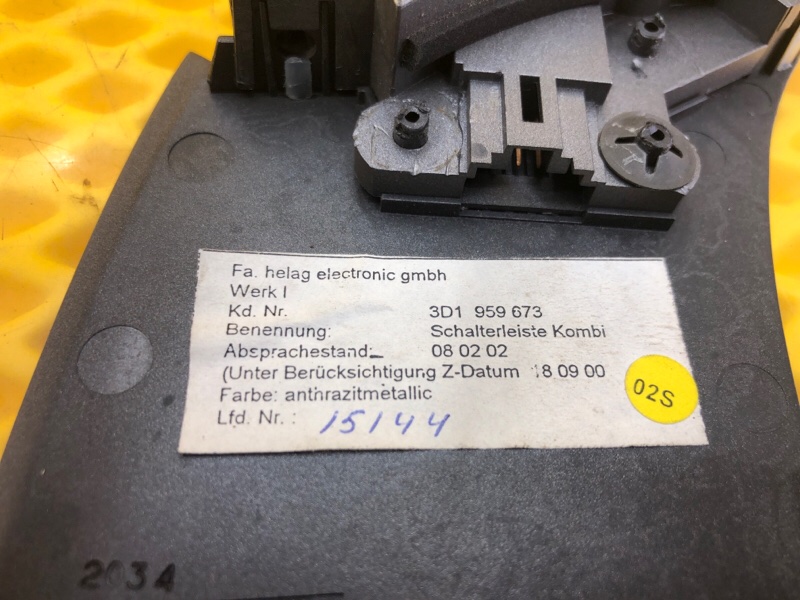 Fa. helag electronic gmbh
Werk I
Kd. Nr. 3D1 959 673
Benennung: Schalterleiste Kombi
Absprachestand: 08 02 02
(Unter Berücksichtigung Z-Datum 18 09 00
Farbe: anthrazitmetallic
Lfd. Nr. : 15144
02S
2034